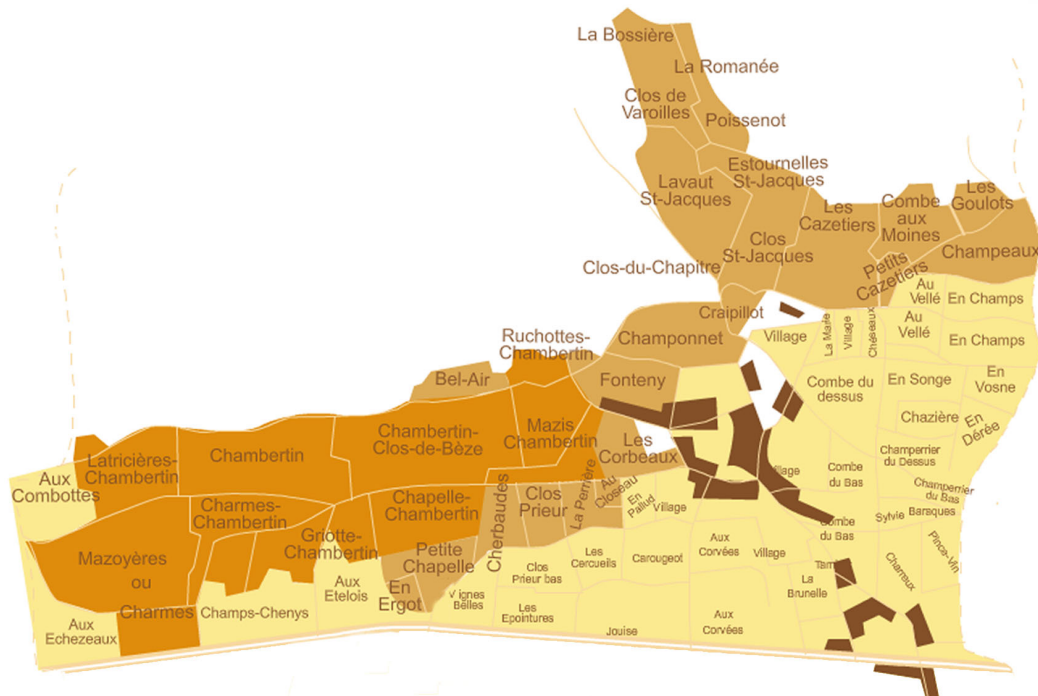 La Bossière
La Romanée
Clos de
Varoilles
Poissenot
Estournelles
St-Jacques
Lavaut
St-Jacques
Les
Cazetiers
Combe
aux
Moines
Les
Goulots
Clos
St-Jacques
Champeaux
Petits
Cazetiers
Clos-du-Chapitre
Craipillot
Au
Vellé
En Champs
Village
La Marie
Village
Chéseaux
Au
Vellé
En Champs
Ruchottes-
Chambertin
Champonnet
Bel-Air
Fonteny
Combe du
dessus
En Songe
En
Vosne
Chazière
En
Dérée
Chambertin-
Clos-de-Bèze
Mazis
Chambertin
Les
Corbeaux
Latricières-
Chambertin
Chambertin
Aux
Combottes
Champerrier
du Dessus
Village
Combe
du Bas
Champerrier
du Bas
Baraques
Charmes-
Chambertin
Chapelle-
Chambertin
Cherbaudes
Clos
Prieur
La Perrière
Au
Closeau
En
Pallud
Village
Combe
du Bas
Sylvie
Pince-Vin
Griotte-
Chambertin
Mazoyères
ou
Charmes
Petite
Chapelle
Clos
Prieur bas
Les
Cercueils
Carougeot
Aux
Corvées
Village
La
Brunelle
Charreux
En
Ergot
Aux
Etelois
Champs-Chenys
Vignes
Belles
Les
Epointures
Jouise
Aux
Corvées
Aux
Echezeaux